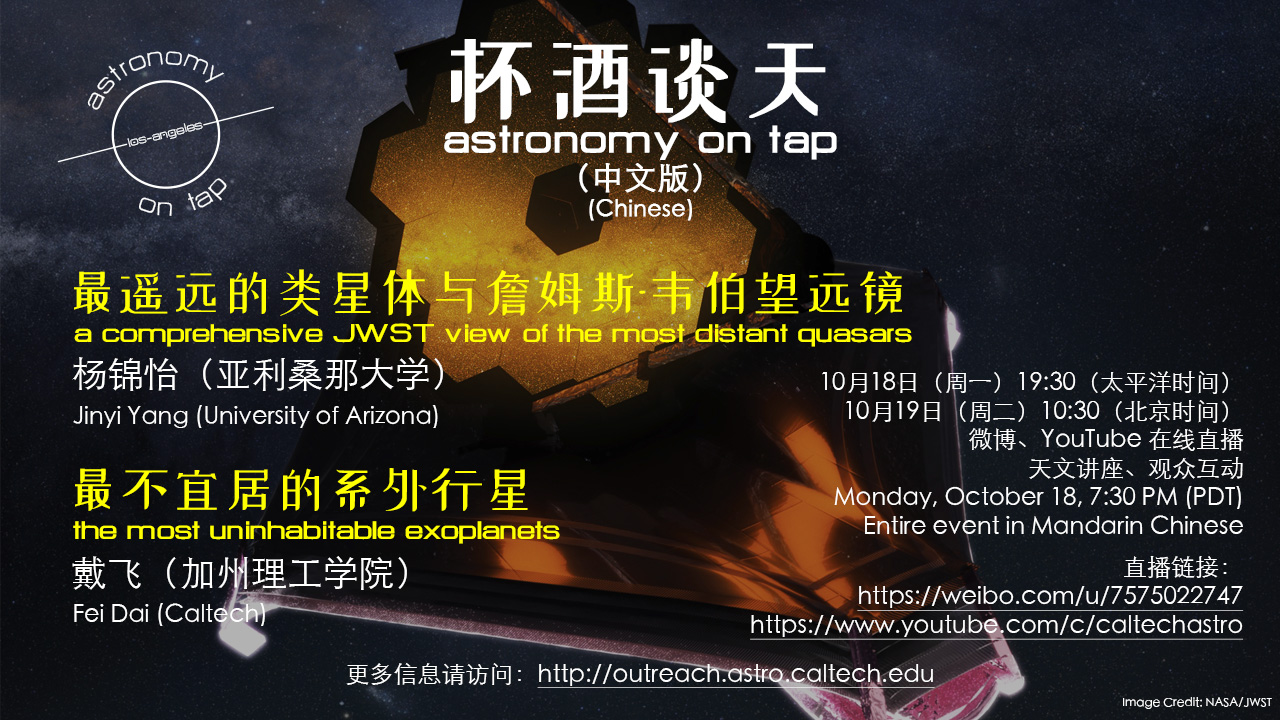 astronomy
los-angeles
on tap
杯酒谈天
astronomy on tap
（中文版）
(Chinese)
最遥远的类星体与詹姆斯·韦伯望远镜
a comprehensive JWST view of the most distant quasars
杨锦怡（亚利桑那大学）
Jinyi Yang (University of Arizona)
最不宜居的系外行星
the most uninhabitable exoplanets
戴飞（加州理工学院）
Fei Dai (Caltech)
10月18日（周一）19:30（太平洋时间）
10月19日（周二）10:30（北京时间）
微博、YouTube 在线直播
天文讲座、观众互动
Monday, October 18, 7:30 PM (PDT)
Entire event in Mandarin Chinese
直播链接：
https://weibo.com/u/7575022747
https://www.youtube.com/c/caltechastro
更多信息请访问：http://outreach.astro.caltech.edu
Image Credit: NASA/JWST